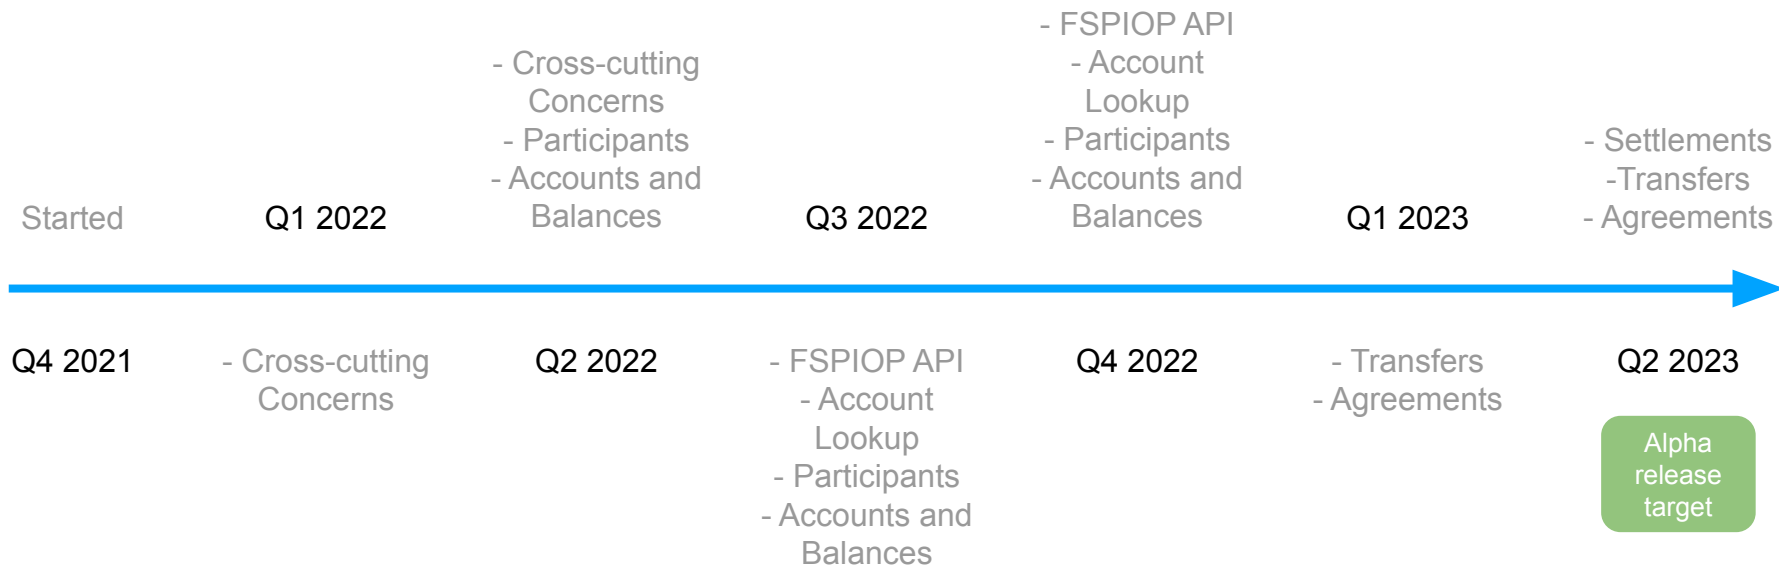 Started
Q4 2021
Q1 2022
- Cross-cutting
Concerns
- Cross-cutting
Concerns
- Participants
- Accounts and
Balances
Q2 2022
Q3 2022
- FSPIOP API
- Account
Lookup
- Participants
- Accounts and
Balances
- FSPIOP API
- Account
Lookup
- Participants
- Accounts and
Balances
Q4 2022
Q1 2023
- Transfers
- Agreements
- Settlements
-Transfers
- Agreements
Q2 2023
Alpha
release
target